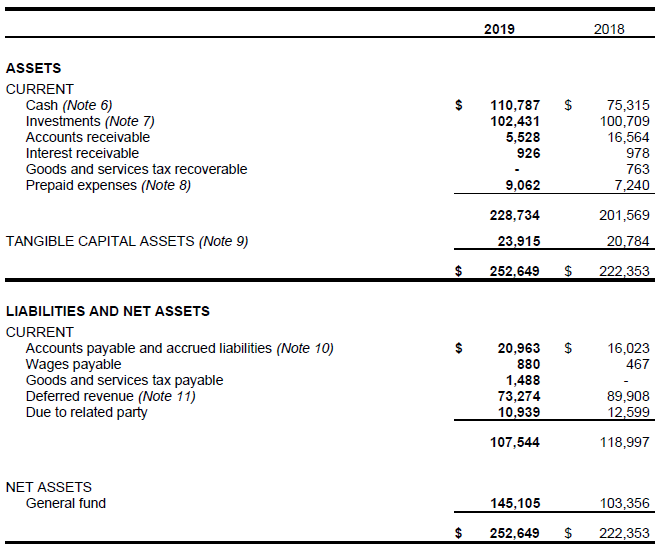 2019 2018
ASSETS
CURRENT
Cash (Note 6) $ 110,787 $ 75,315
Investments (Note 7) 102,431 100,709
Accounts receivable 5,528 16,564
Interest receivable 926 978
Goods and services tax recoverable - 763
Prepaid expenses (Note 8) 9,062 7,240
228,734 201,569
TANGIBLE CAPITAL ASSETS (Note 9) 23,915 20,784
$ 252,649 $ 222,353
LIABILITIES AND NET ASSETS
CURRENT
Accounts payable and accrued liabilities (Note 10) $ 20,963 $ 16,023
Wages payable 880 467
Goods and services tax payable 1,488 -
Deferred revenue (Note 11) 73,274 89,908
Due to related party 10,939 12,599
107,544 118,997
NET ASSETS
General fund 145,105 103,356
$ 252,649 $ 222,353